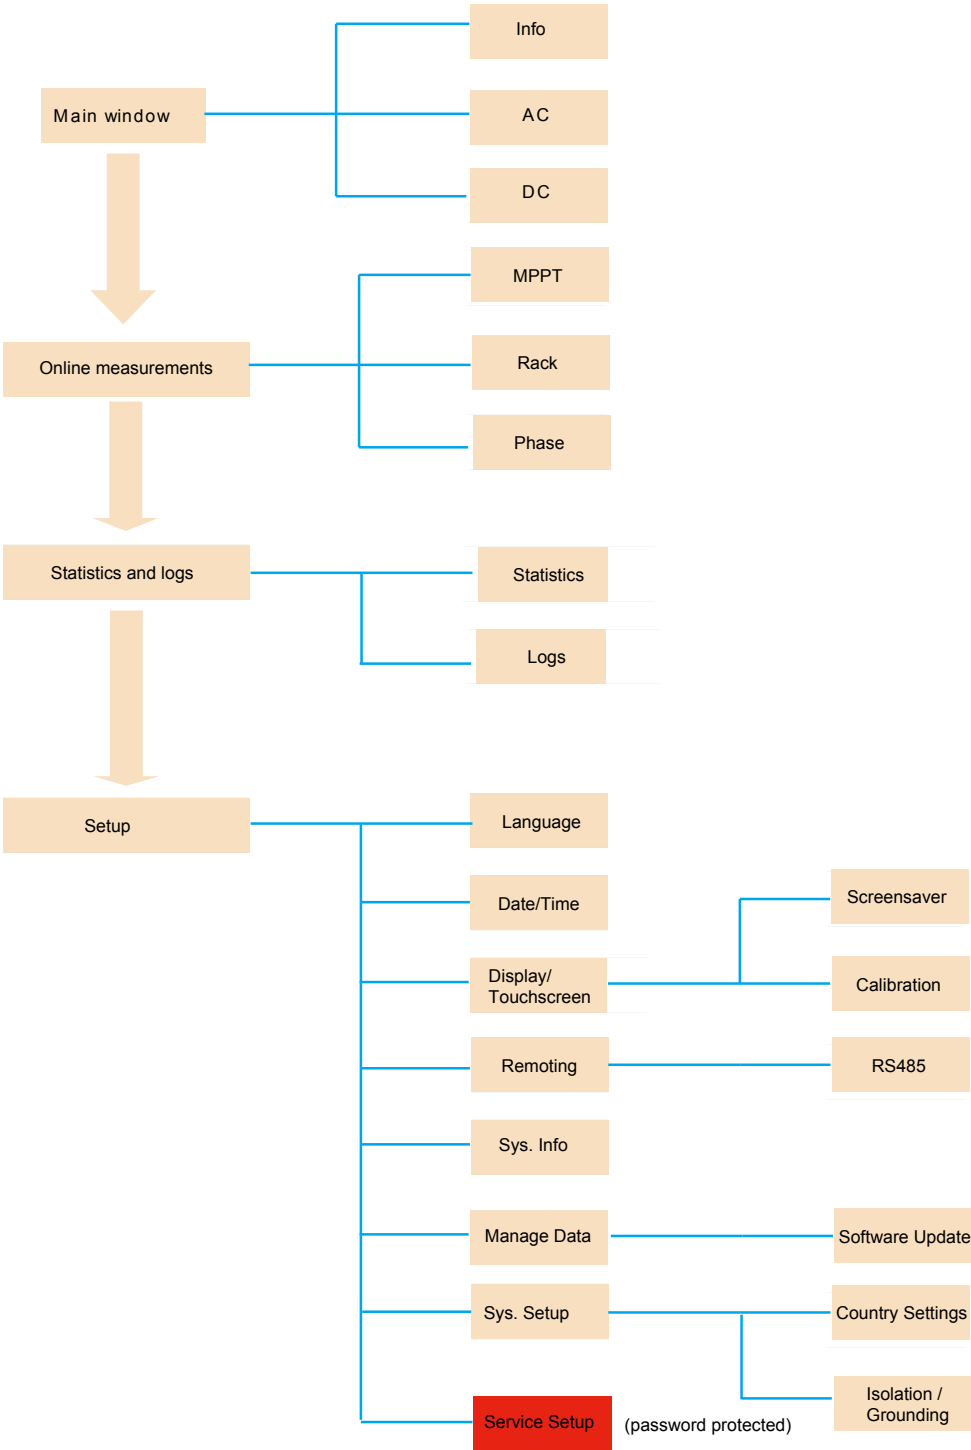 Info
Main window
AC
DC
MPPT
Online measurements
Rack
Phase
Statistics and logs
Statistics
Logs
Setup
Language
Date/Time
Screensaver
Display/
Touchscreen
Calibration
Remoting
RS485
Sys. Info
Manage Data
Software Update
Sys. Setup
Country Settings
Isolation /
Grounding
Service Setup
(password protected)